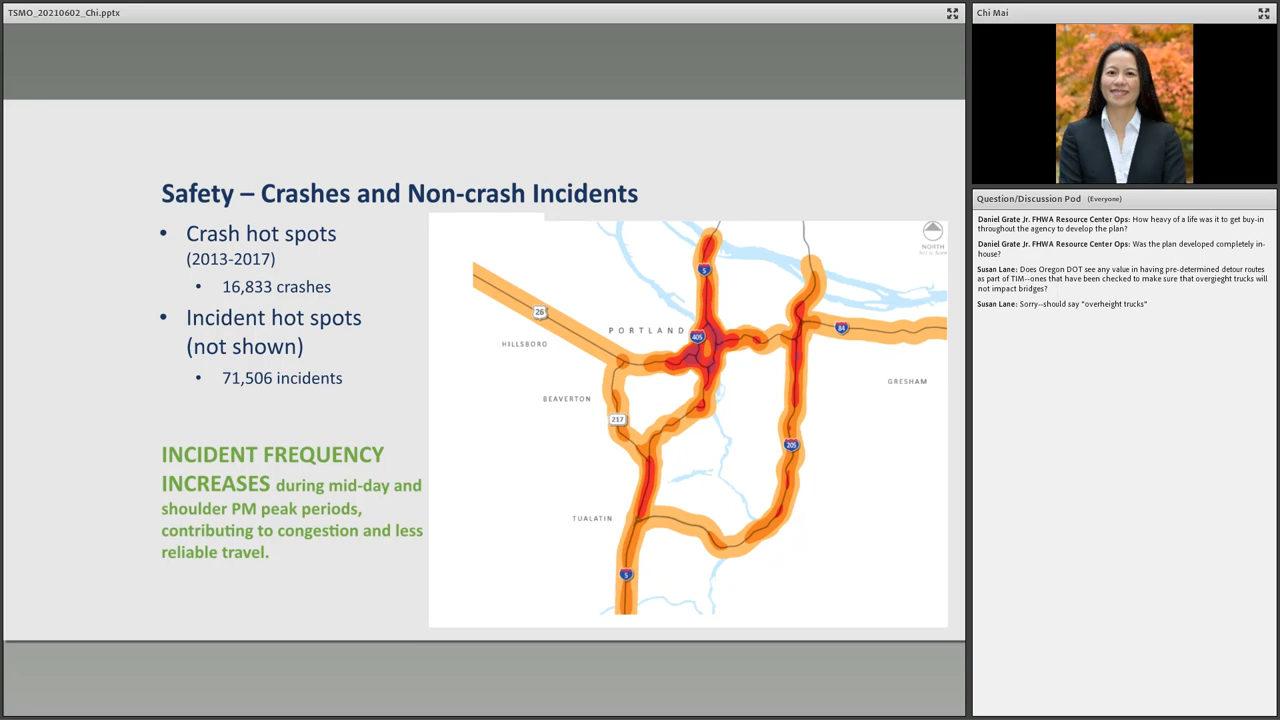 TSMO_20210602_Chi.pptx
Safety – Crashes and Non-crash Incidents
• Crash hot spots
(2013-2017)
• 16,833 crashes
• Incident hot spots
(not shown)
• 71,506 incidents
INCIDENT FREQUENCY
INCREASES during mid-day and
shoulder PM peak periods,
contributing to congestion and less
reliable travel.
NORTH
5
26
PORTLAND
405
84
HILLSBORO
GRESHAM
BEAVERTON
217
205
TUALATIN
5
Chi Mai
Question/Discussion Pod (Everyone)
Daniel Grate Jr. FHWA Resource Center Ops: How heavy of a life was it to get buy-in
throughout the agency to develop the plan?
Daniel Grate Jr. FHWA Resource Center Ops: Was the plan developed completely in-
house?
Susan Lane: Does Oregon DOT see any value in having pre-determined detour routes
as part of TIM--ones that have been checked to make sure that overgieght trucks will
not impact bridges?
Susan Lane: Sorry--should say "overheight trucks"